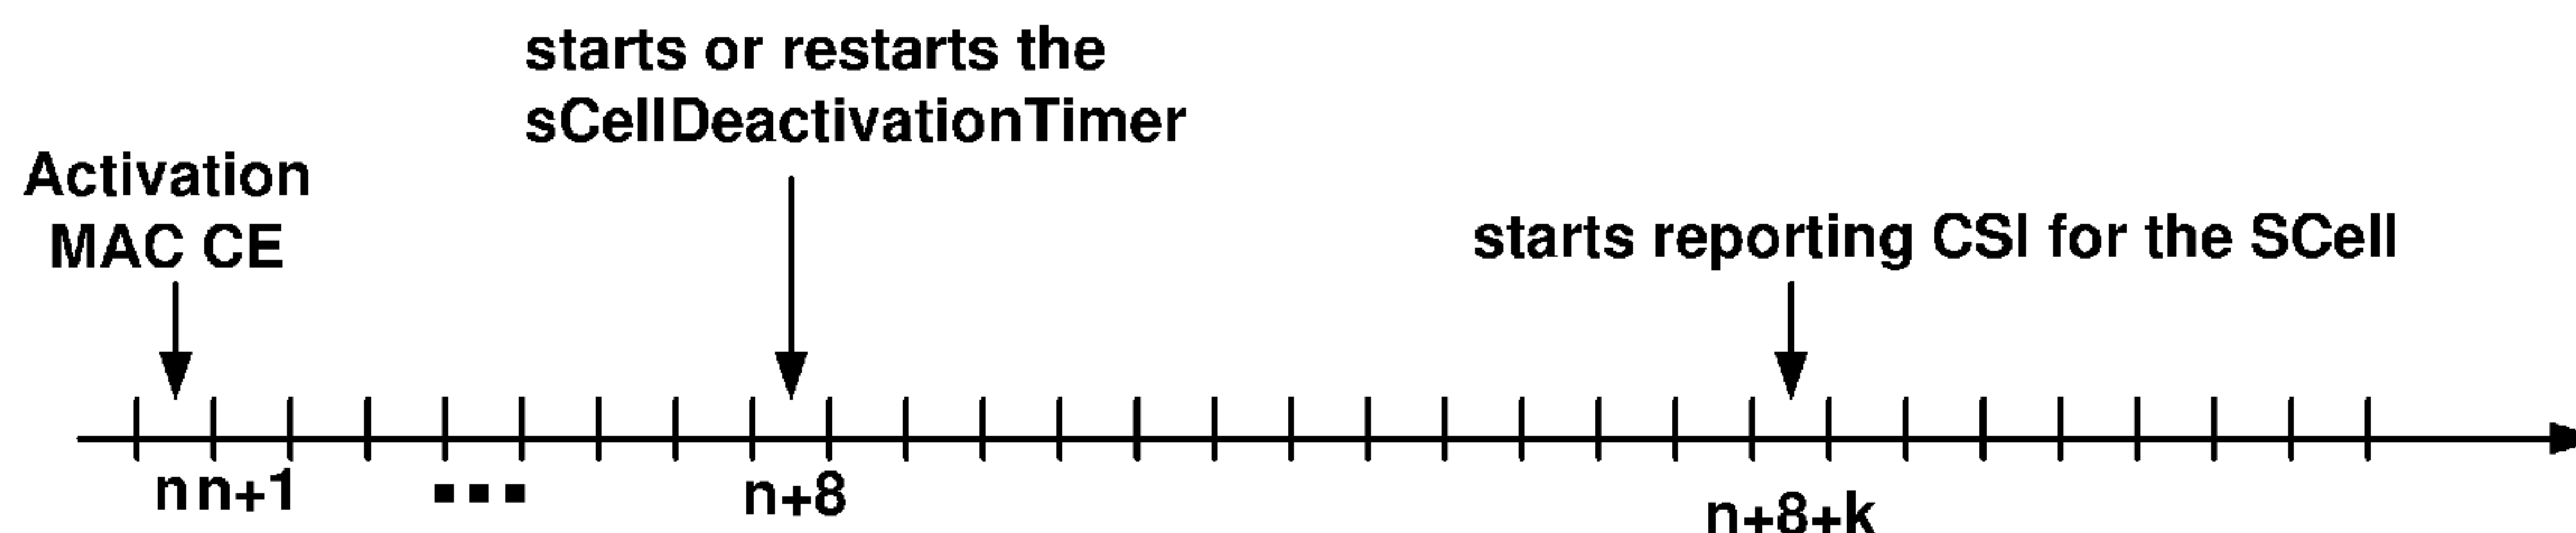 starts or restarts the
sCellDeactivationTimer
Activation
MAC CE
starts reporting CSI for the SCell
n n+1 ... n+8 n+8+k